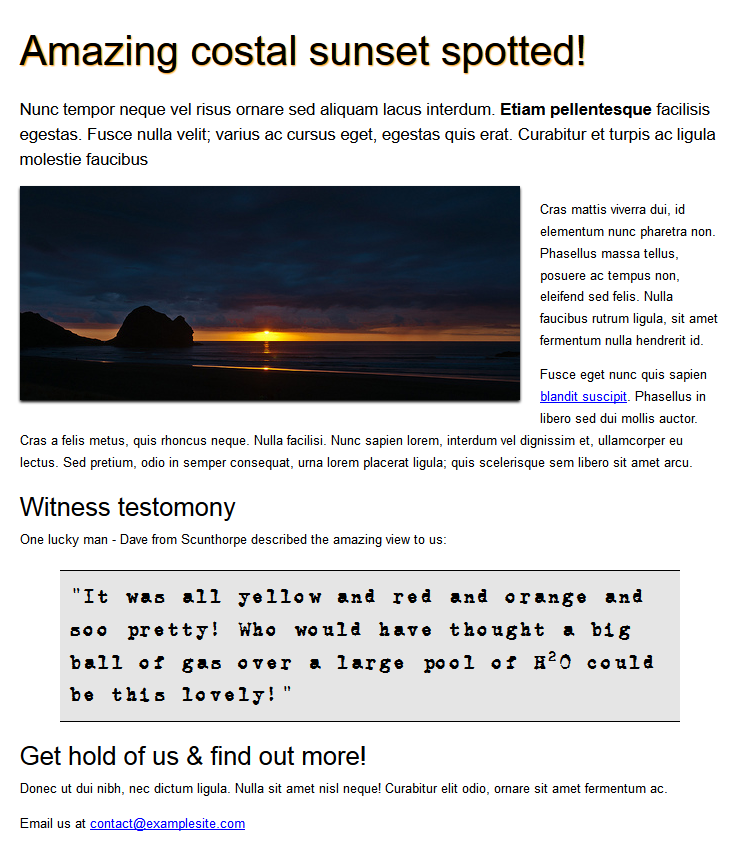 Amazing costal sunset spotted!
Nunc tempor neque vel risus ornare sed aliquam lacus interdum. Etiam pellentesque facilisis
egestas. Fusce nulla velit; varius ac cursus eget, egestas quis erat. Curabitur et turpis ac ligula
molestie faucibus
Cras mattis viverra dui, id
elementum nunc pharetra non.
Phasellus massa tellus,
posuere ac tempus non,
eleifend sed felis. Nulla
faucibus rutrum ligula, sit amet
fermentum nulla hendrerit id.
Fusce eget nunc quis sapien
blandit suscipit. Phasellus in
libero sed dui mollis auctor.
Cras a felis metus, quis rhoncus neque. Nulla facilisi. Nunc sapien lorem, interdum vel dignissim et, ullamcorper eu
lectus. Sed pretium, odio in semper consequat, urna lorem placerat ligula; quis scelerisque sem libero sit amet arcu.
Witness testomony
One lucky man - Dave from Scunthorpe described the amazing view to us:
"It was all yellow and red and orange and
soo pretty! Who would have thought a big
ball of gas over a large pool of H²O could
be this lovely!"
Get hold of us & find out more!
Donec ut dui nibh, nec dictum ligula. Nulla sit amet nisl neque! Curabitur elit odio, ornare sit amet fermentum ac.
Email us at contact@examplesite.com